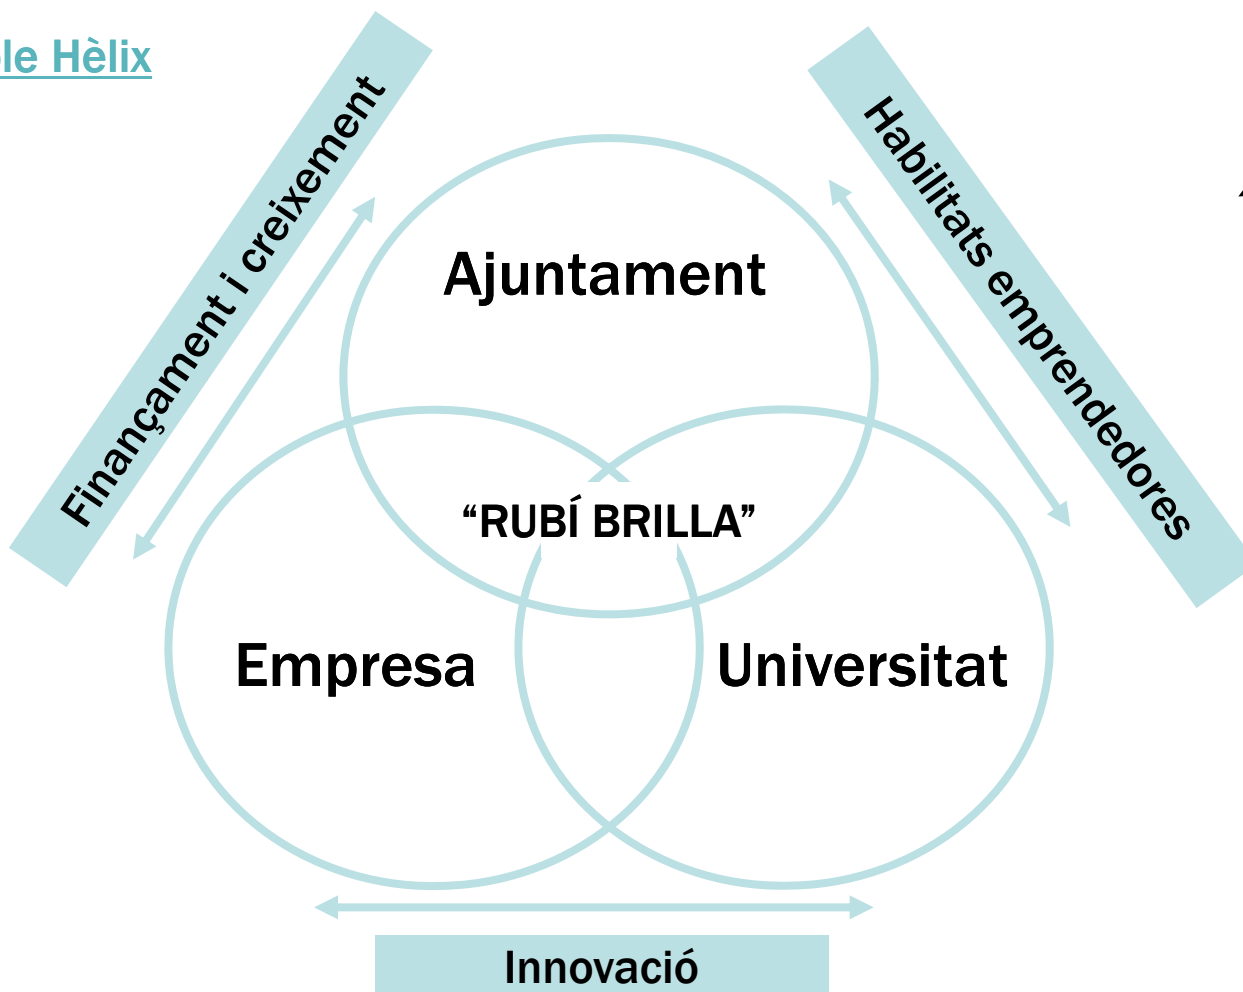 le Hèlix
Finançament i creixement
Habilitats emprendedores
Ajuntament
“RUBÍ BRILLA”
Empresa
Universitat
Innovació